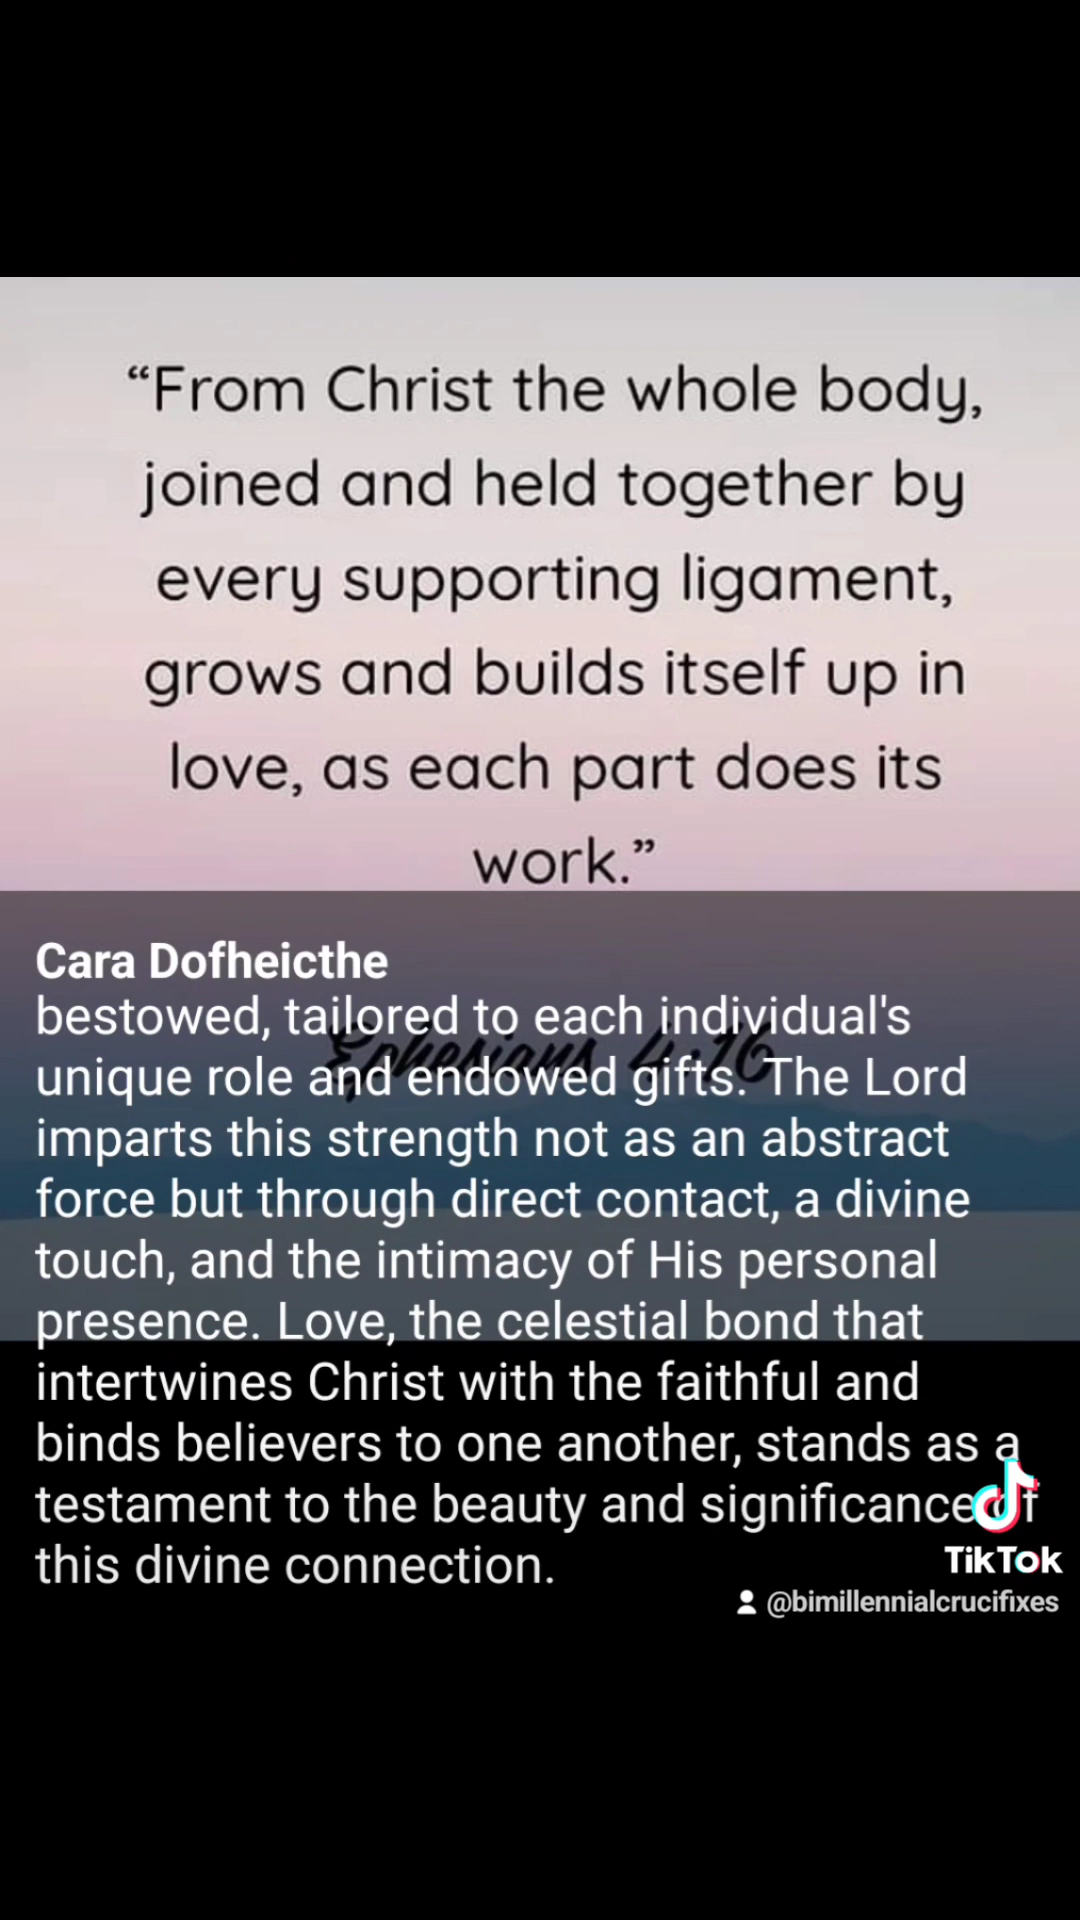 “From Christ the whole body,
joined and held together by
every supporting ligament,
grows and builds itself up in
love, as each part does its
work.”
Ephesians 4:16
Cara Dofheicthe
bestowed, tailored to each individual's
unique role and endowed gifts. The Lord
imparts this strength not as an abstract
force but through direct contact, a divine
touch, and the intimacy of His personal
presence. Love, the celestial bond that
intertwines Christ with the faithful and
binds believers to one another, stands as a
testament to the beauty and significance of
this divine connection.
TikTok
@bimillennialcrucifixes